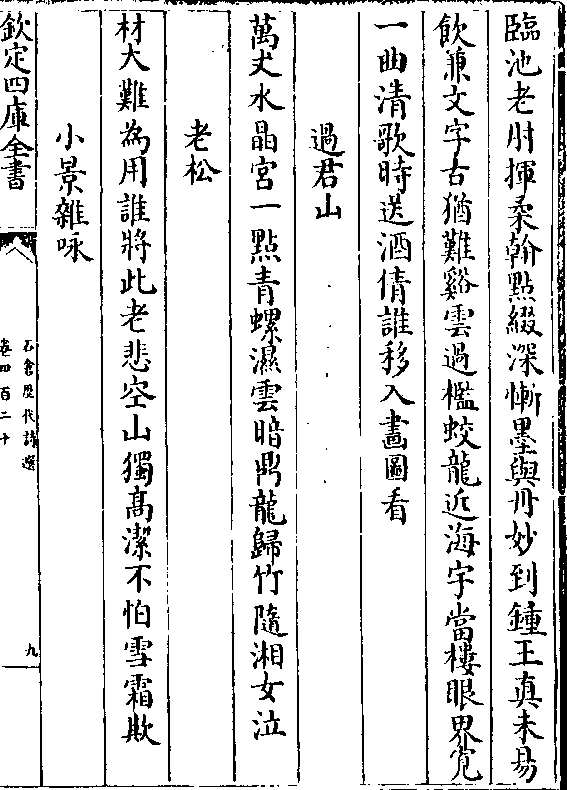 臨池老肘揮柔幹點綴深慚墨與丹妙到鍾王真未易
飲兼文字古猶難谿雲過檻蛟龍近海宇當樓眼界寛
一曲清歌時送酒倩誰移入畫圖看
過君山
萬丈水晶宮一點青螺濕雲暗鼎龍歸竹隨湘女泣
老松
材大難為用誰將此老悲空山獨高潔不怕雪霜欺
小景雜咏
欽定四庫全書
石倉歷代詩選
卷四百二十
九